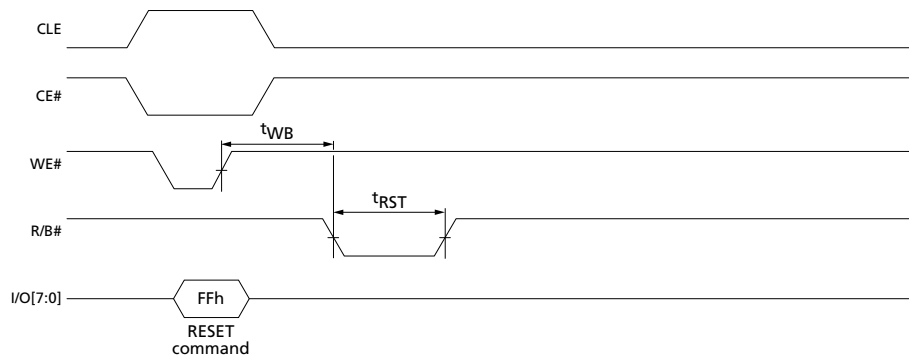 CLE
CE#
tWB
WE#
tRST
R/B#
I/O[7:0]
FFh
RESET
command